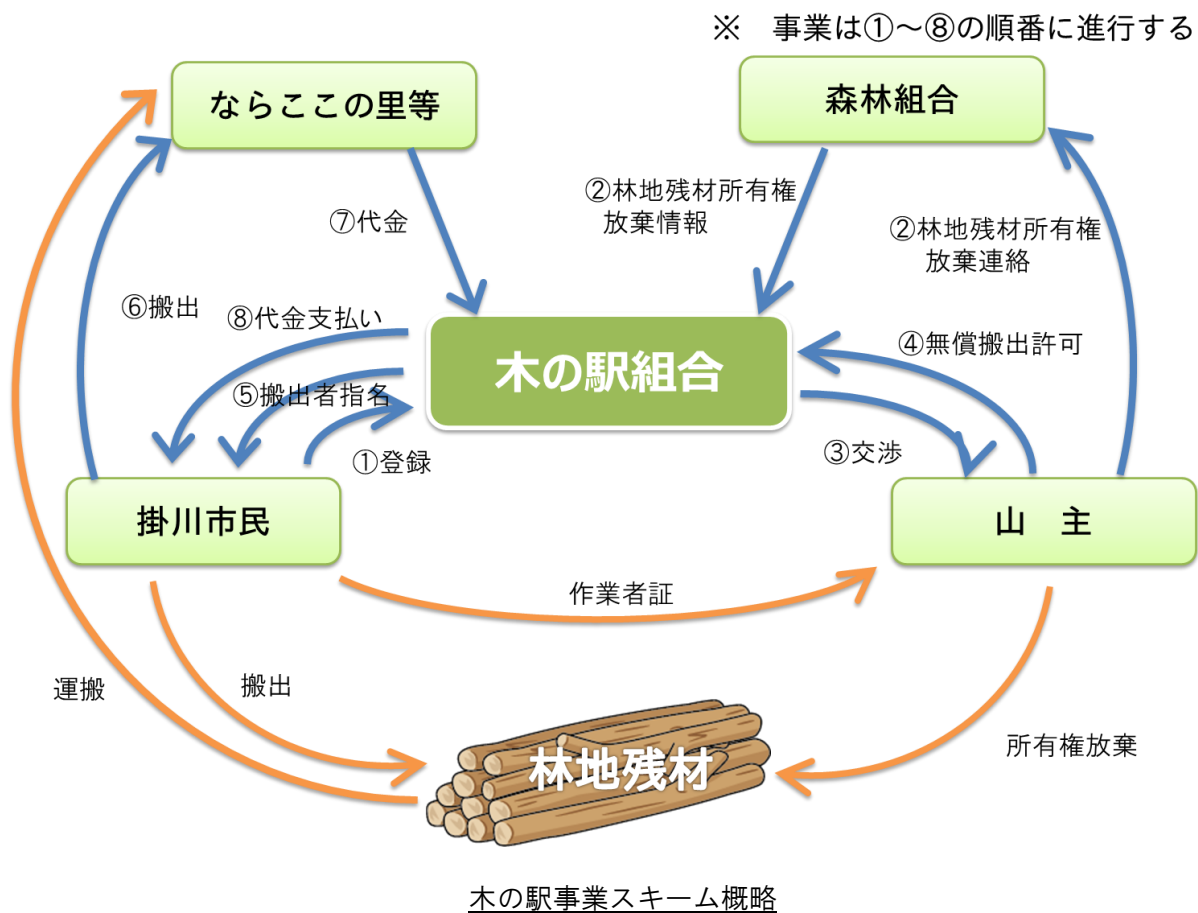 ※　事業は①～⑧の順番に進行する
ならここの里等
森林組合
②林地残材所有権
放棄情報
⑦代金
②林地残材所有権
放棄連絡
⑥搬出
⑧代金支払い
④無償搬出許可
木の駅組合
⑤搬出者指名
③交渉
①登録
掛川市民
山　主
作業者証
運搬
搬出
所有権放棄
林地残材
木の駅事業スキーム概略